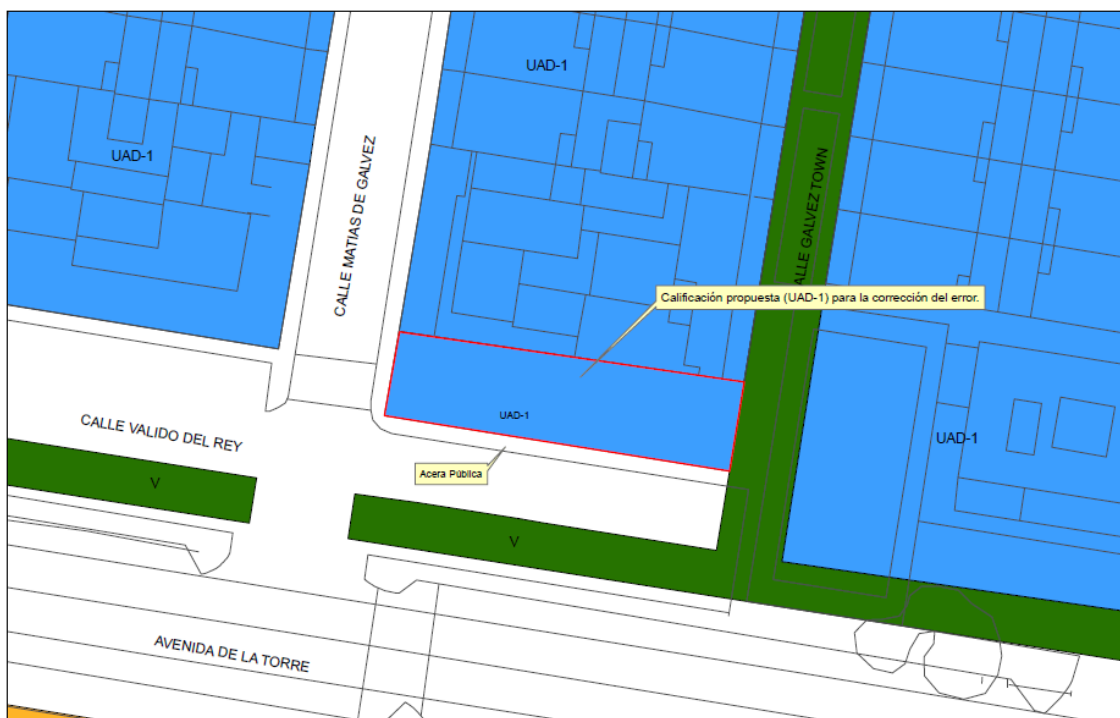 UAD-1
UAD-1
CALLE MATIAS DE GALVEZ
ALLE GALVEZ TOWN
Calificación propuesta (UAD-1) para la corrección del error.
UAD-1
CALLE VALIDO DEL REY
UAD-1
Acera Pública
V
V
AVENIDA DE LA TORRE